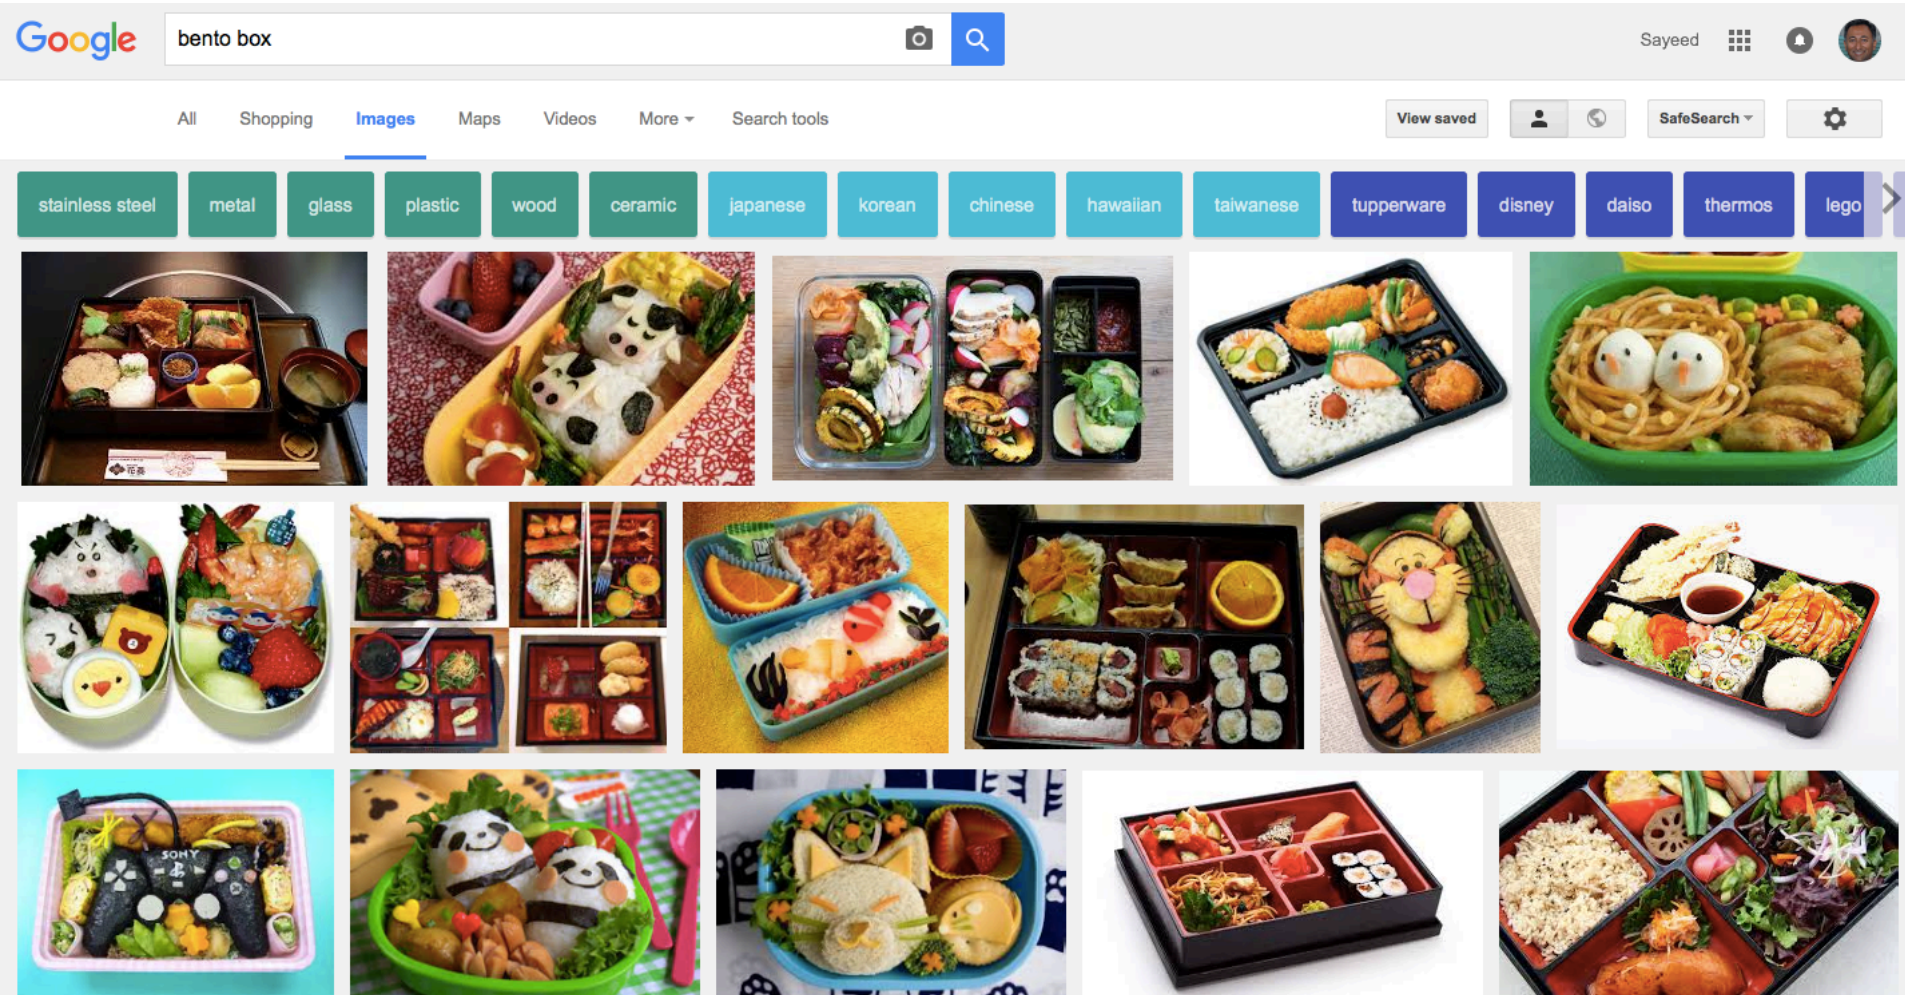 Google bento box Sayeed
All Shopping Images Maps Videos More Search tools View saved SafeSearch
stainless steel metal glass plastic wood ceramic japanese korean chinese hawaiian taiwanese tupperware disney daiso thermos lego
SONY